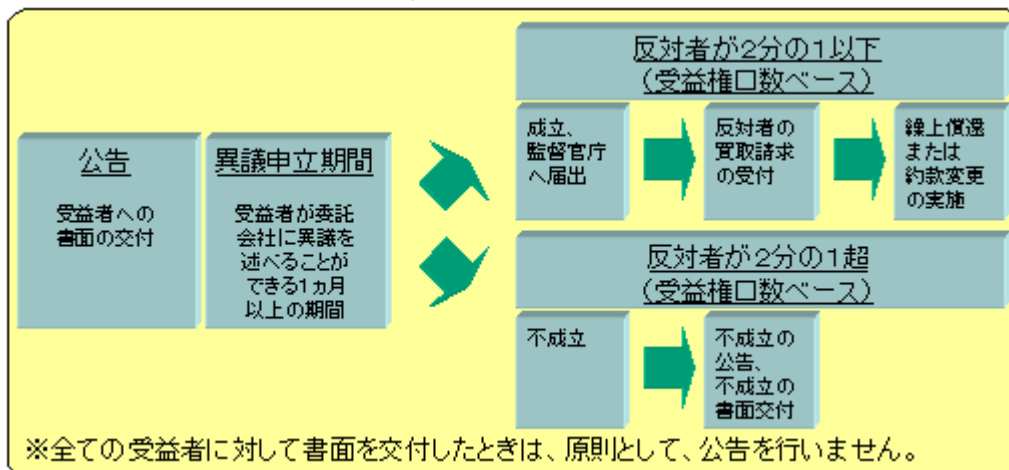 反対者が2分の1以下
(受益権口数ベース)
成立、
監督官庁
へ届出
反対者の
買取請求
の受付
繰上償還
または
約款変更
の実施
公告
受益者への
書面の交付
異議申立期間
受益者が委託
会社に異議を
述べることが
できる1ヵ月
以上の期間
反対者が2分の1超
(受益権口数ベース)
不成立
不成立の
公告、
不成立の
書面交付
※全ての受益者に対して書面を交付したときは、原則として、公告を行いません。